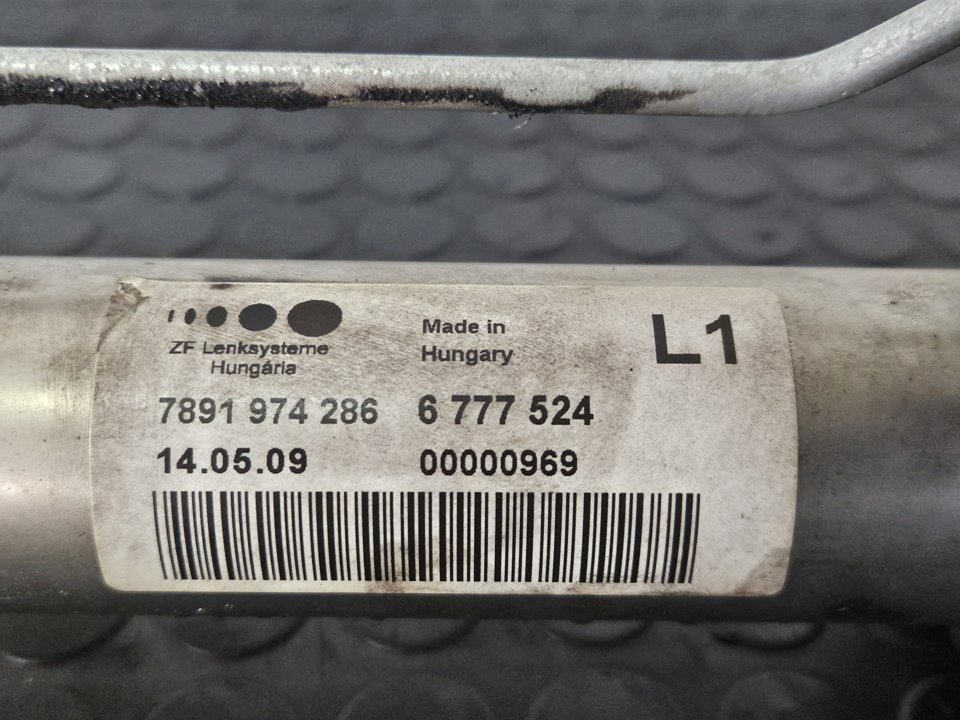 ZF Lenksysteme
Hungária
Made in
Hungary
L1
7891 974 286 6 777 524
14.05.09 00000969